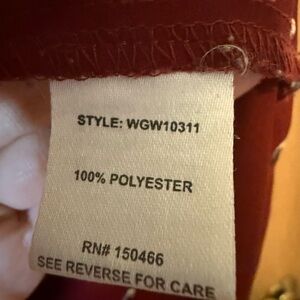 STYLE: WGW10311
100% POLYESTER
RN# 150466
SEE REVERSE FOR CARE